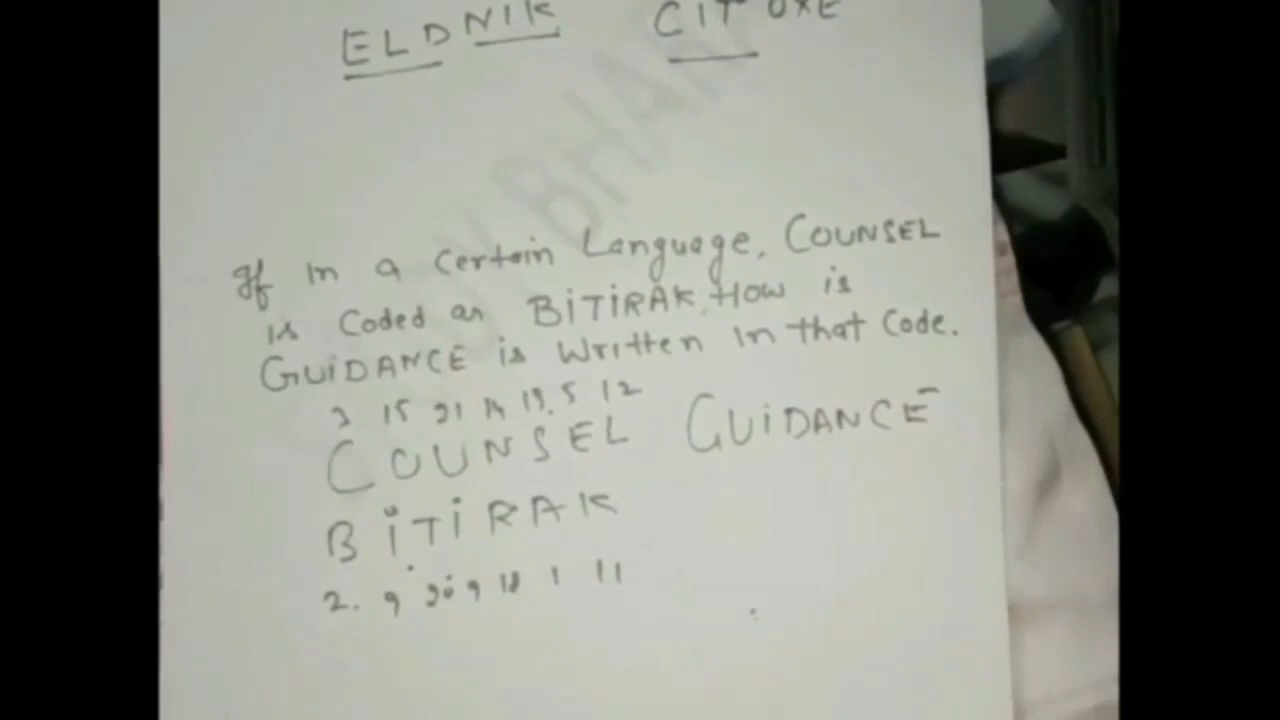 ELDNIK CITOXE
If in a certain Language, COUNSEL
is Coded as BiTiRAK. How is
GUiDANCE is Written in that Code.
3 15 21 14 19. 5 12
COUNSEL GUiDANCE
BiTiRAK
2. 9 20 9 18 1 11